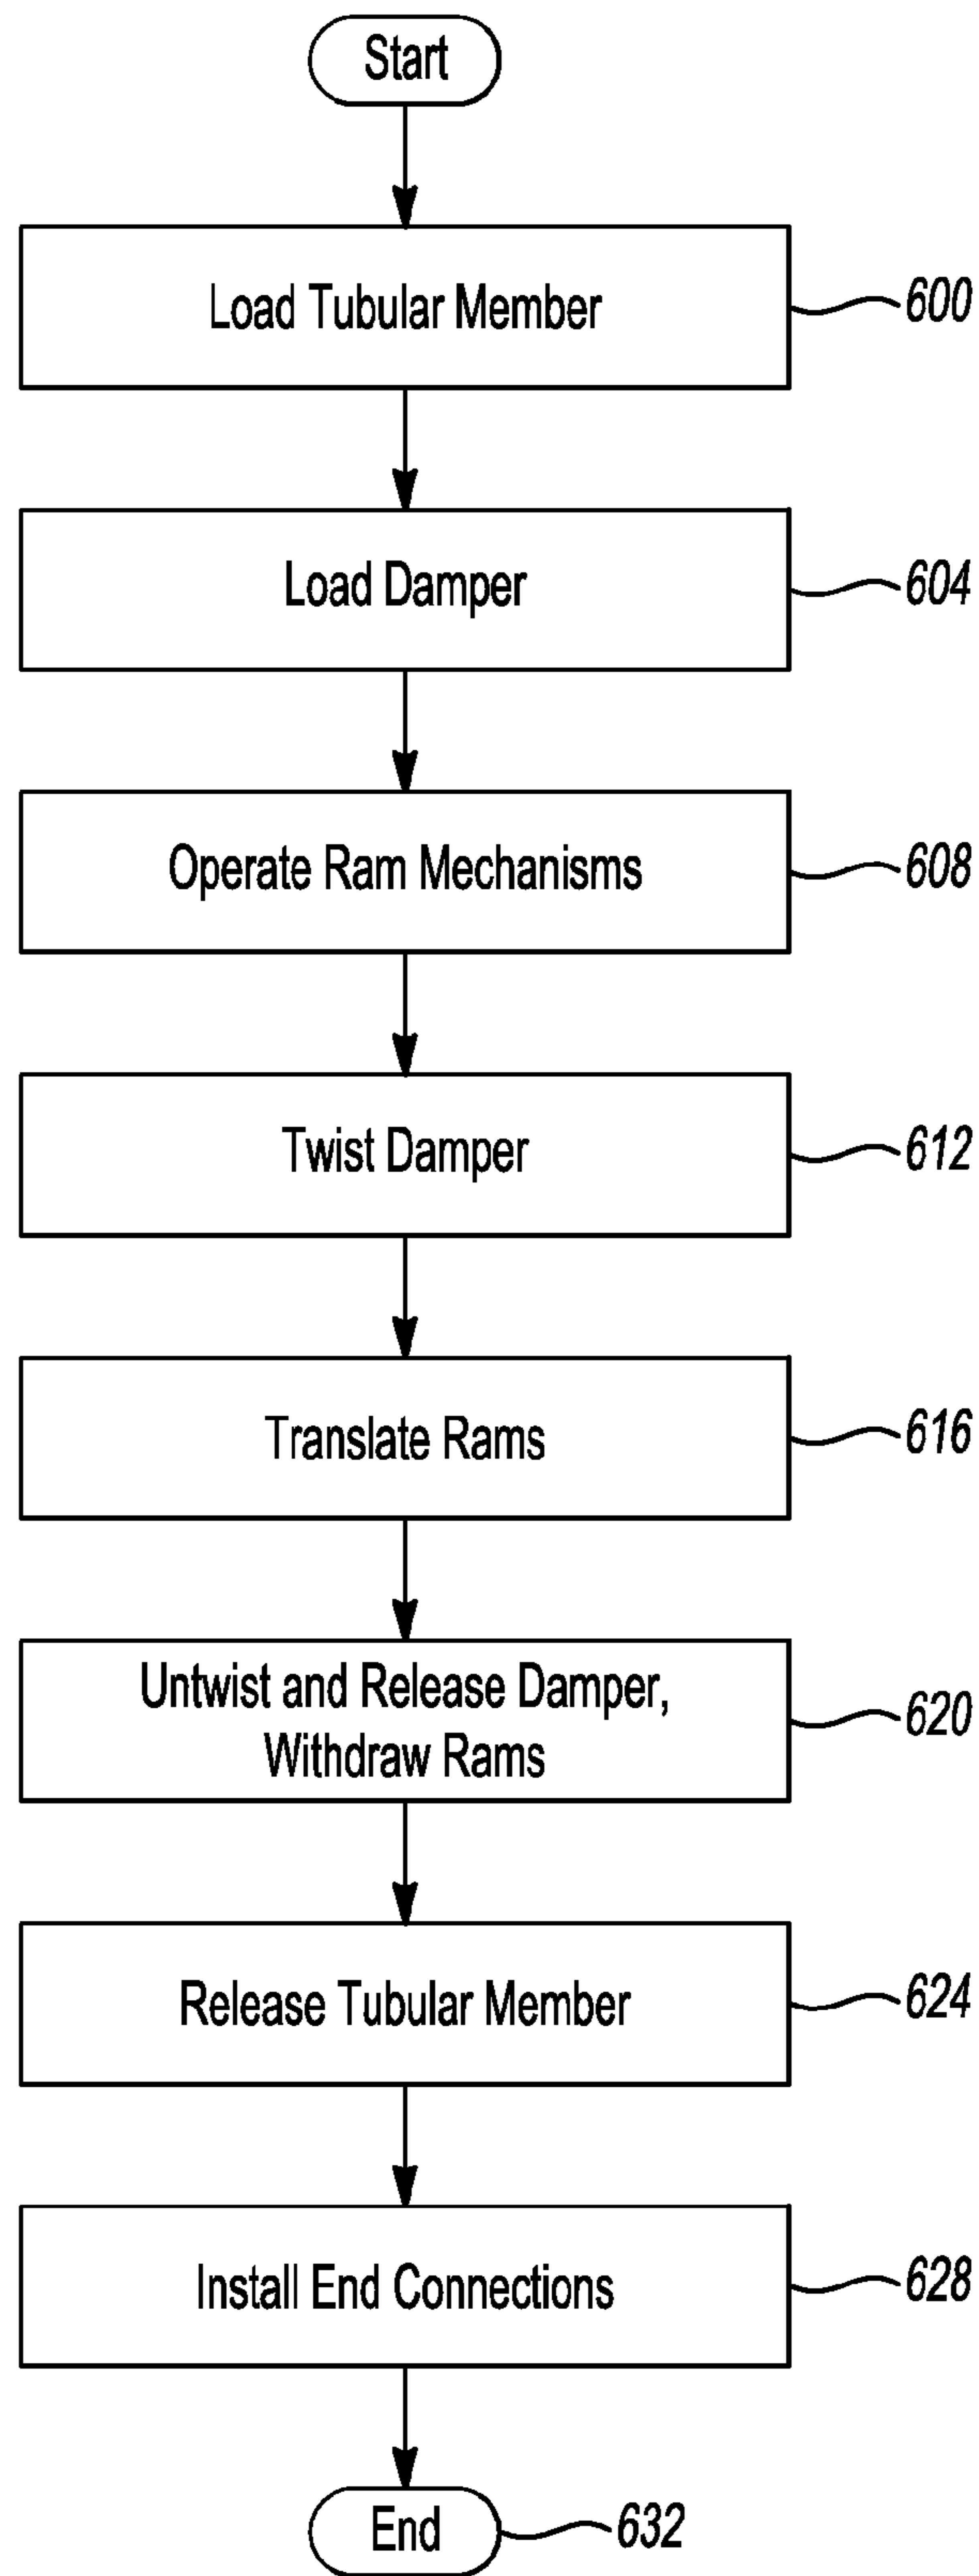 Start
Load Tubular Member
600
Load Damper
604
Operate Ram Mechanisms
608
Twist Damper
612
Translate Rams
616
Untwist and Release Damper,
Withdraw Rams
620
Release Tubular Member
624
Install End Connections
628
End
632